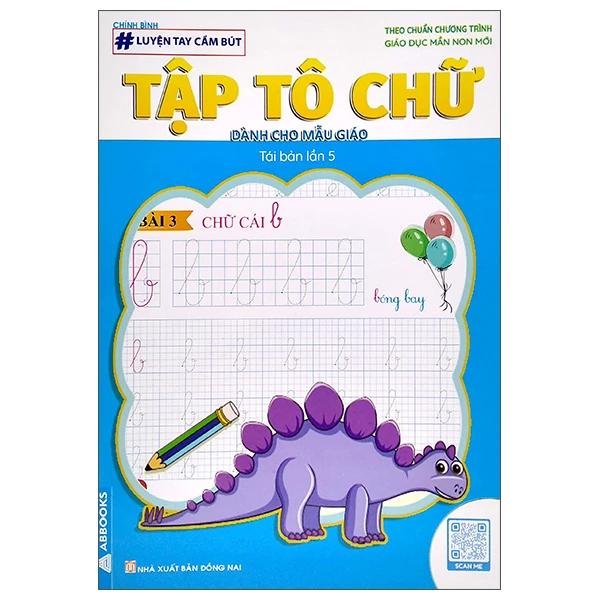 CHÍNH BÌNH
#LUYỆN TAY CẦM BÚT
THEO CHUẨN CHƯƠNG TRÌNH
GIÁO DỤC MẦN NON MỚI
TẬP TÔ CHỮ
DÀNH CHO MẪU GIÁO
Tái bản lần 5
BÀI 3 CHỮ CÁI b
b b b b b b
bóng bay
b b b b b b b
ABBOOKS
NHÀ XUẤT BẢN ĐỒNG NAI
SCAN ME